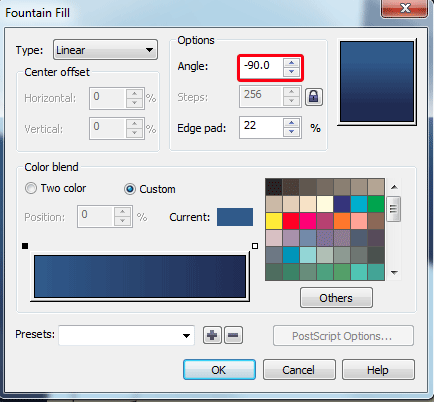 Fountain Fill
Type: Linear
Center offset
Horizontal: 0 %
Vertical: 0 %
Options
Angle: -90.0
Steps: 256
Edge pad: 22 %
Color blend
Two color Custom
Position: 0 % Current:
Others
Presets:
PostScript Options...
OK Cancel Help